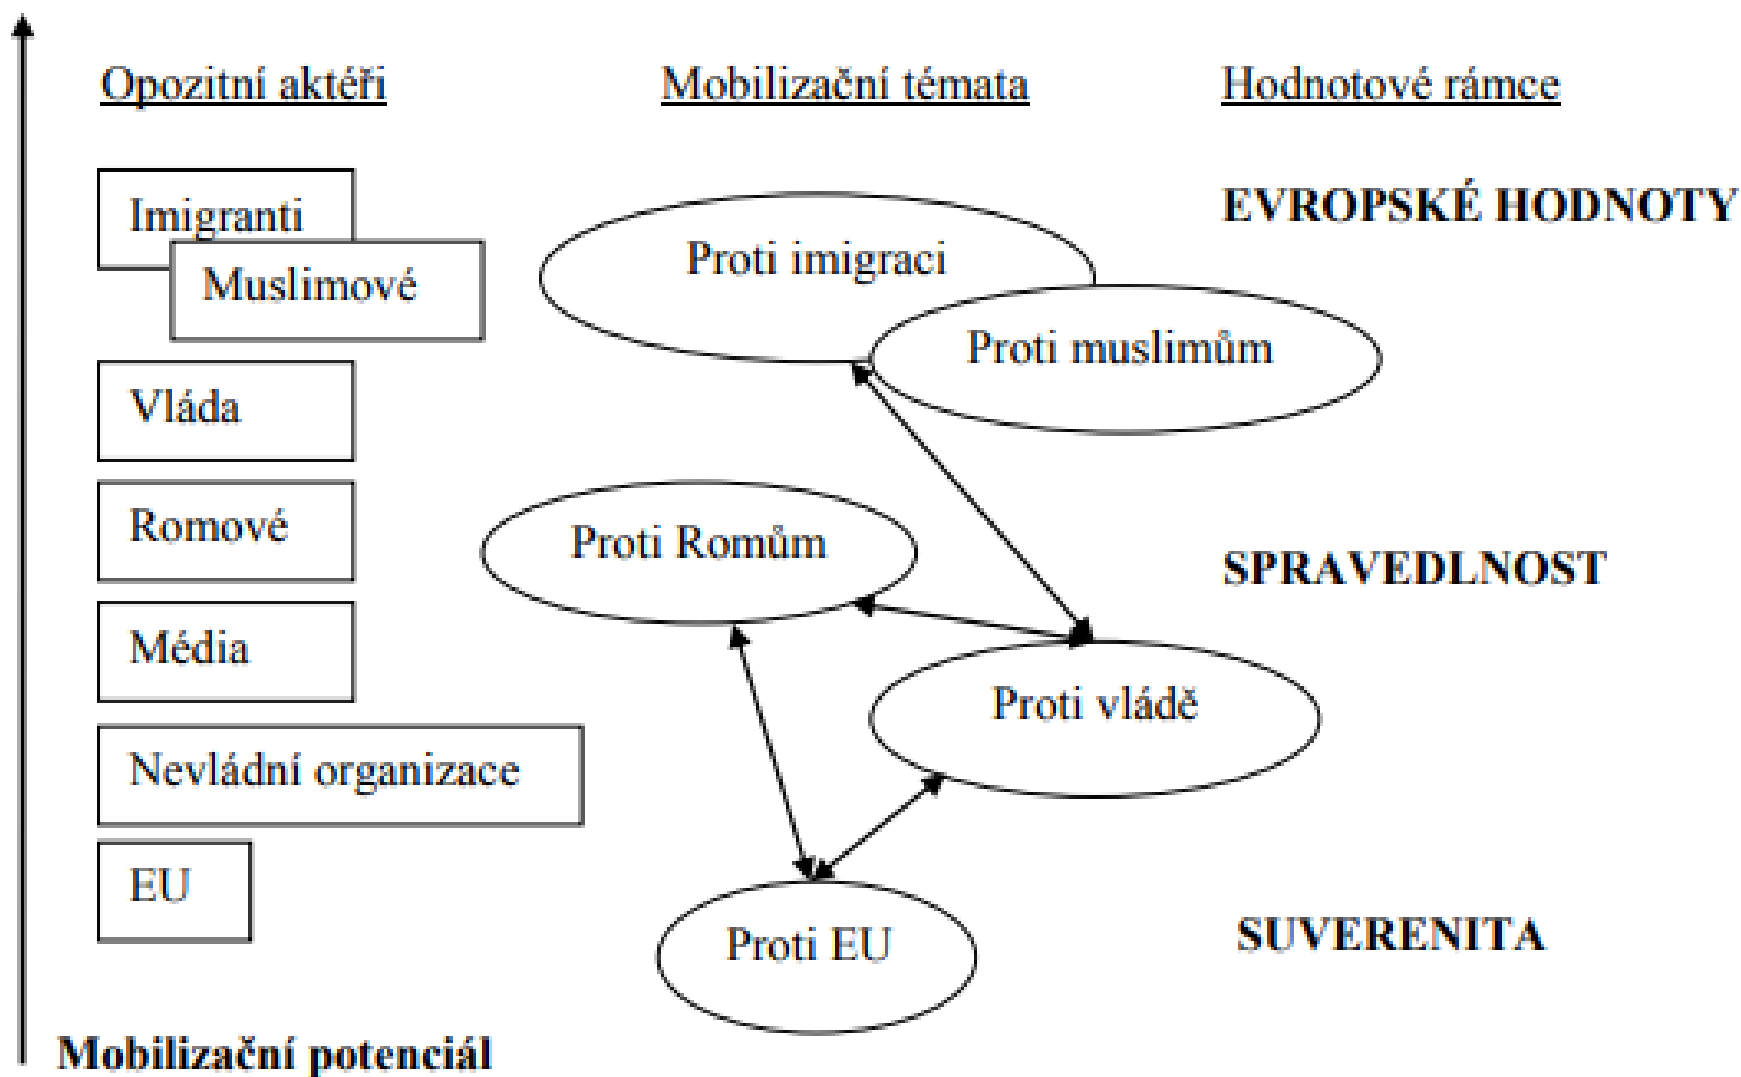 Opozitní aktéři
Mobilizační témata
Hodnotové rámce
Imigranti
Muslimové
Vláda
Romové
Média
Nevládní organizace
EU
Proti imigraci
Proti muslimům
Proti Romům
Proti vládě
Proti EU
EVROPSKÉ HODNOTY
SPRAVEDLNOST
SUVERENITA
Mobilizační potenciál